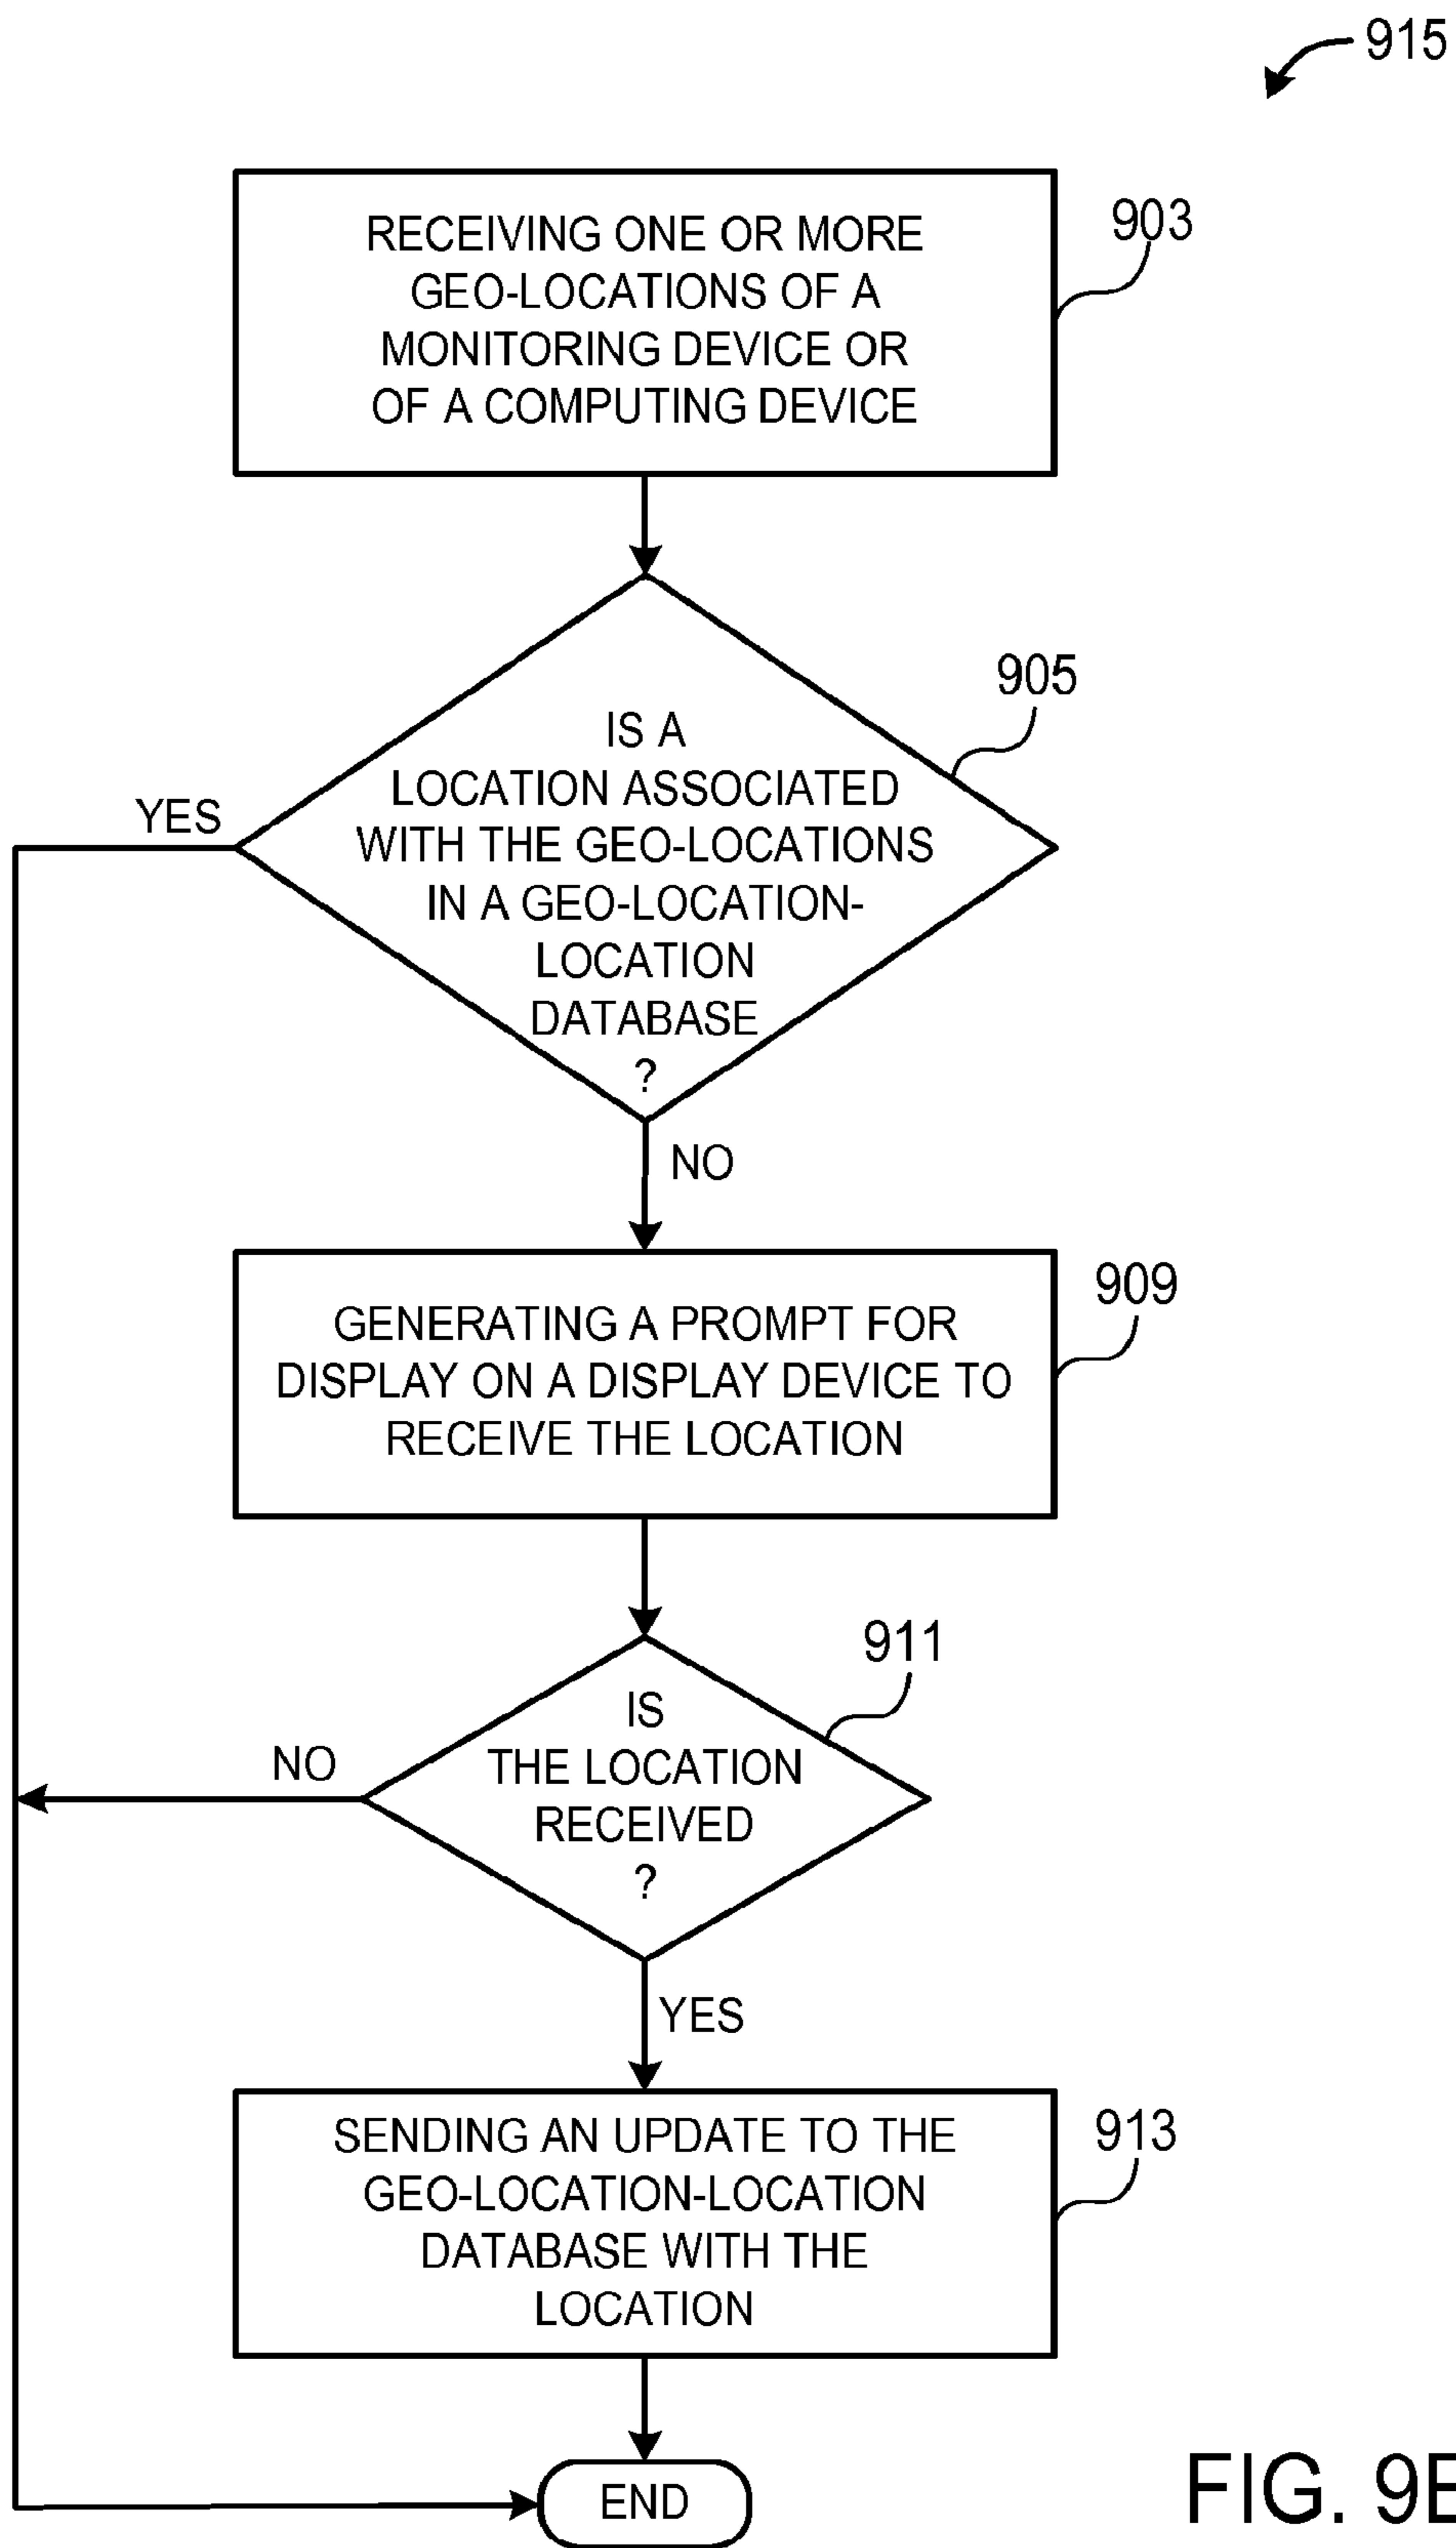 915
RECEIVING ONE OR MORE
GEO-LOCATIONS OF A
MONITORING DEVICE OR
OF A COMPUTING DEVICE
903
IS A
LOCATION ASSOCIATED
WITH THE GEO-LOCATIONS
IN A GEO-LOCATION-
LOCATION
DATABASE
?
905
YES
NO
GENERATING A PROMPT FOR
DISPLAY ON A DISPLAY DEVICE TO
RECEIVE THE LOCATION
909
IS
THE LOCATION
RECEIVED
?
911
NO
YES
SENDING AN UPDATE TO THE
GEO-LOCATION-LOCATION
DATABASE WITH THE
LOCATION
913
END
FIG.